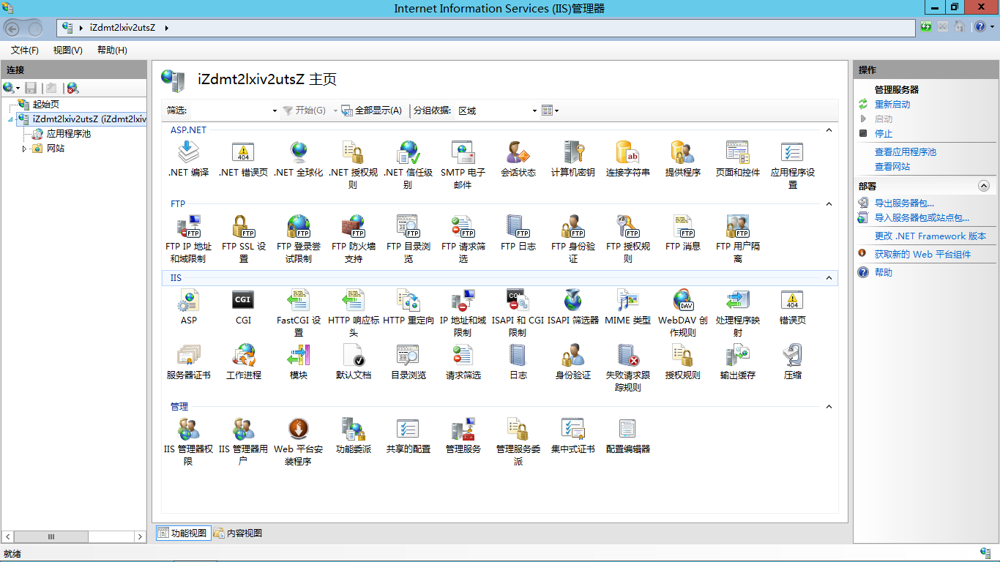 Internet Information Services (IIS)管理器
iZdmt2lxiv2utsZ
文件(F) 视图(V) 帮助(H)
连接
起始页
iZdmt2lxiv2utsZ (iZdmt2lxiv
应用程序池
网站
iZdmt2lxiv2utsZ 主页
筛选: 开始(G) 全部显示(A) 分组依据: 区域
ASP.NET
.NET 编译 .NET 错误页 .NET 全球化 .NET 授权规则 .NET 信任级别 SMTP 电子邮件 会话状态 计算机密钥 连接字符串 提供程序 页面和控件 应用程序设置
FTP
FTP IP 地址和域限制 FTP SSL 设置 FTP 登录尝试限制 FTP 防火墙支持 FTP 目录浏览 FTP 请求筛选 FTP 日志 FTP 身份验证 FTP 授权规则 FTP 消息 FTP 用户隔离
IIS
ASP CGI FastCGI 设置 HTTP 响应标头 HTTP 重定向 IP 地址和域限制 ISAPI 和 CGI 限制 ISAPI 筛选器 MIME 类型 WebDAV 创作规则 处理程序映射 错误页
服务器证书 工作进程 模块 默认文档 目录浏览 请求筛选 日志 身份验证 失败请求跟踪规则 授权规则 输出缓存 压缩
管理
IIS 管理器权限 IIS 管理器用户 Web 平台安装程序 功能委派 共享的配置 管理服务 管理服务委派 集中式证书 配置编辑器
功能视图 内容视图
操作
管理服务器
重新启动
启动
停止
查看应用程序池
查看网站
部署
导出服务器包...
导入服务器包或站点包...
更改 .NET Framework 版本
获取新的 Web 平台组件
帮助
就绪